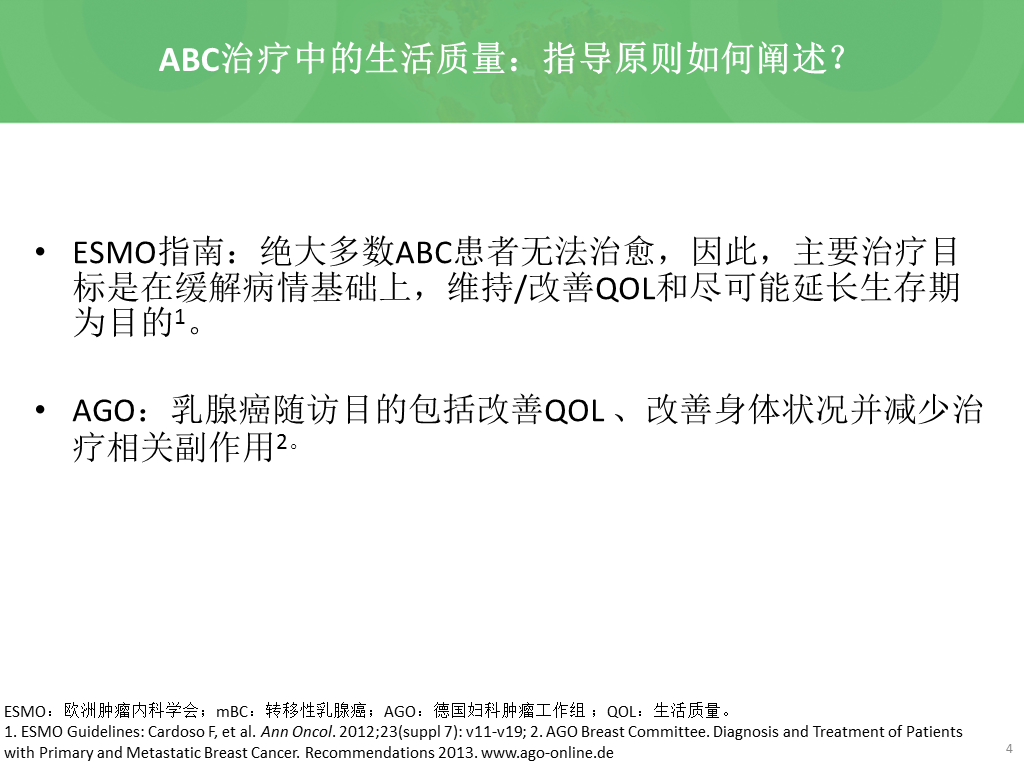 ABC治疗中的生活质量：指导原则如何阐述？
• ESMO指南：绝大多数ABC患者无法治愈，因此，主要治疗目
标是在缓解病情基础上，维持/改善QOL和尽可能延长生存期
为目的1。
• AGO：乳腺癌随访目的包括改善QOL 、改善身体状况并减少治
疗相关副作用2。
ESMO：欧洲肿瘤内科学会；mBC：转移性乳腺癌；AGO：德国妇科肿瘤工作组 ；QOL：生活质量。
1. ESMO Guidelines: Cardoso F, et al. Ann Oncol. 2012;23(suppl 7): v11-v19; 2. AGO Breast Committee. Diagnosis and Treatment of Patients
with Primary and Metastatic Breast Cancer. Recommendations 2013. www.ago-online.de
4